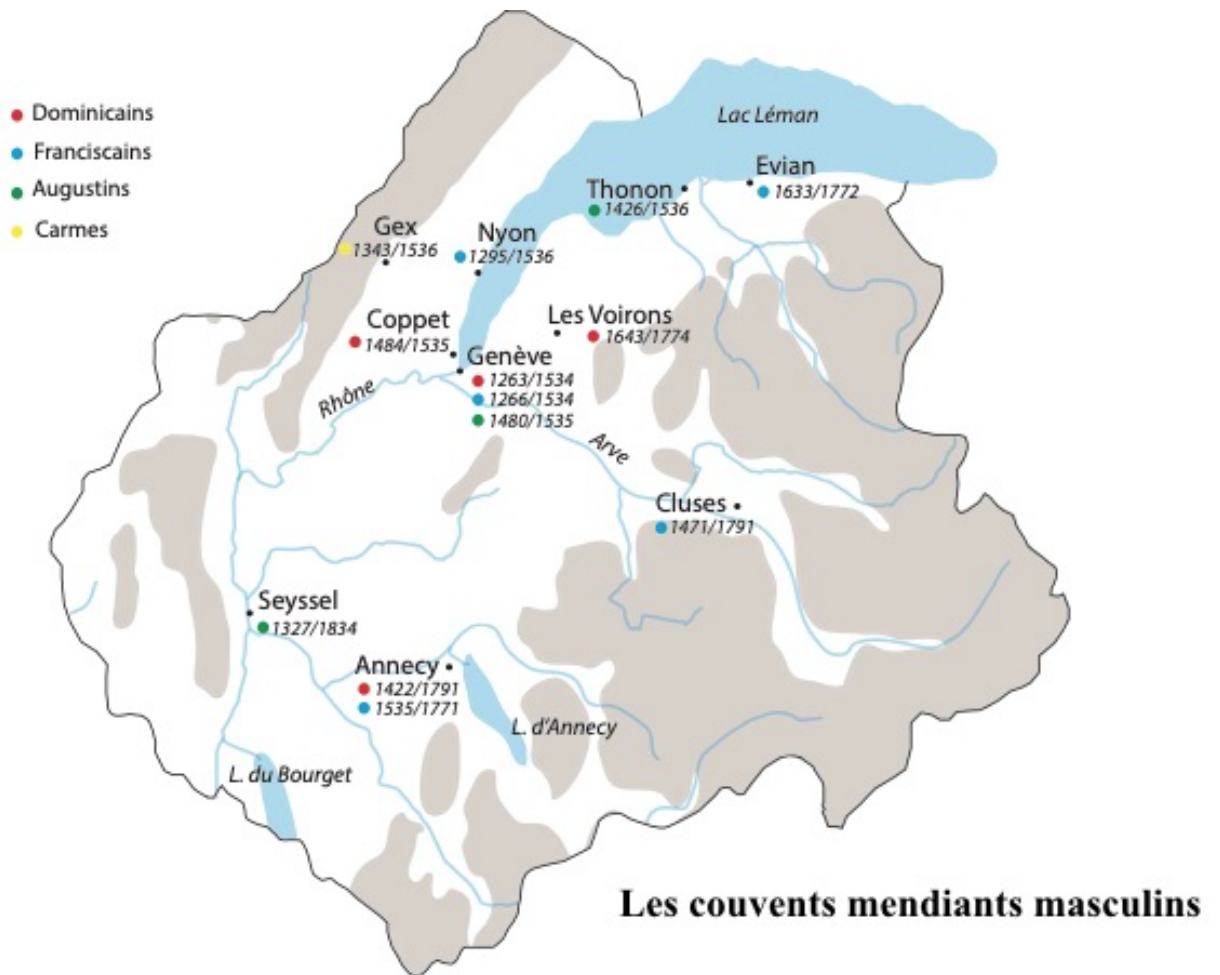 Dominicains
Franciscains
Augustins
Carmes
Lac Léman
Evian
1633/1772
Thonon
1426/1536
Gex
1343/1536
Nyon
1295/1536
Coppet
1484/1535
Les Voirons
1643/1774
Genève
1263/1534
1266/1534
1480/1535
Rhône
Arve
Cluses
1471/1791
Seyssel
1327/1834
Annecy
1422/1791
1535/1771
L. d'Annecy
L. du Bourget
Les couvents mendiants masculins